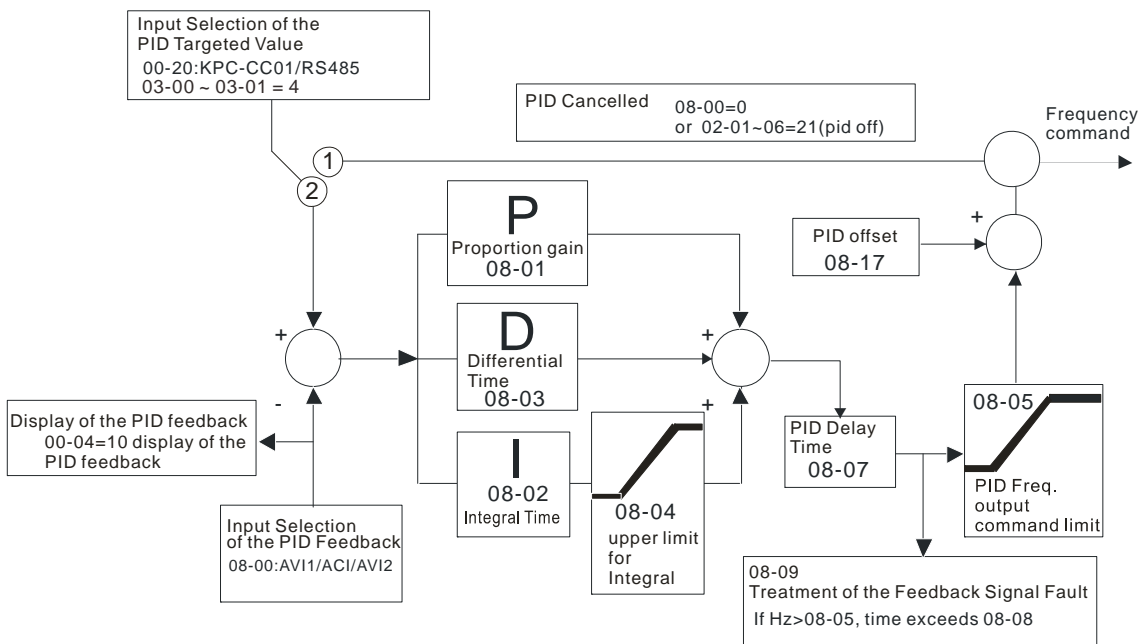 Input Selection of the
PID Targeted Value
00-20:KPC-CC01/RS485
03-00 ~ 03-01 = 4
PID Cancelled
08-00=0
or 02-01~06=21(pid off)
Frequency
command
1
2
P
Proportion gain
08-01
+
PID offset
08-17
+
-
D
Differential
Time
08-03
+
+
Display of the PID feedback
00-04=10 display of the
PID feedback
I
08-02
Integral Time
08-04
upper limit
for
Integral
PID Delay
Time
08-07
08-05
PID Freq.
output
command limit
Input Selection
of the PID Feedback
08-00:AVI1/ACI/AVI2
08-09
Treatment of the Feedback Signal Fault
If Hz>08-05, time exceeds 08-08